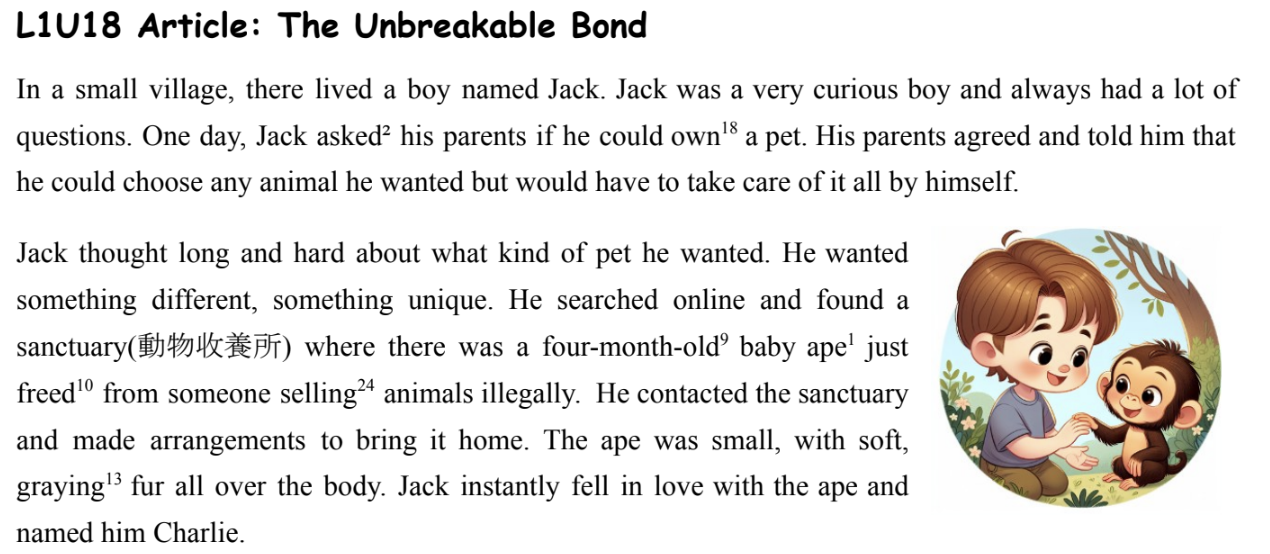 L1U18 Article: The Unbreakable Bond
In a small village, there lived a boy named Jack. Jack was a very curious boy and always had a lot of
questions. One day, Jack asked² his parents if he could own¹⁸ a pet. His parents agreed and told him that
he could choose any animal he wanted but would have to take care of it all by himself.
Jack thought long and hard about what kind of pet he wanted. He wanted
something different, something unique. He searched online and found a
sanctuary(動物收養所) where there was a four-month-old⁹ baby ape¹ just
freed¹⁰ from someone selling²⁴ animals illegally. He contacted the sanctuary
and made arrangements to bring it home. The ape was small, with soft,
graying¹³ fur all over the body. Jack instantly fell in love with the ape and
named him Charlie.